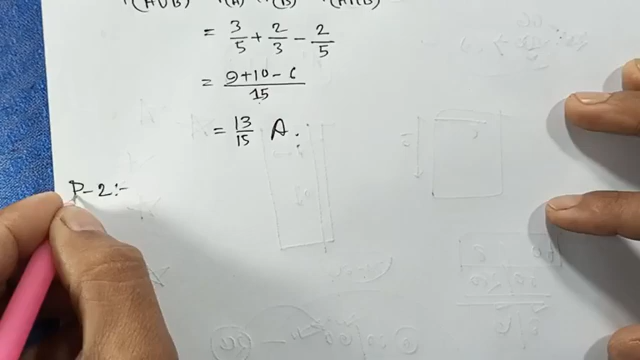 P(A∪B) P(A) P(B) P(A∩B)
= 3/5 + 2/3 - 2/5
= 9+10-6/15
= 13/15 A:
P-2:-